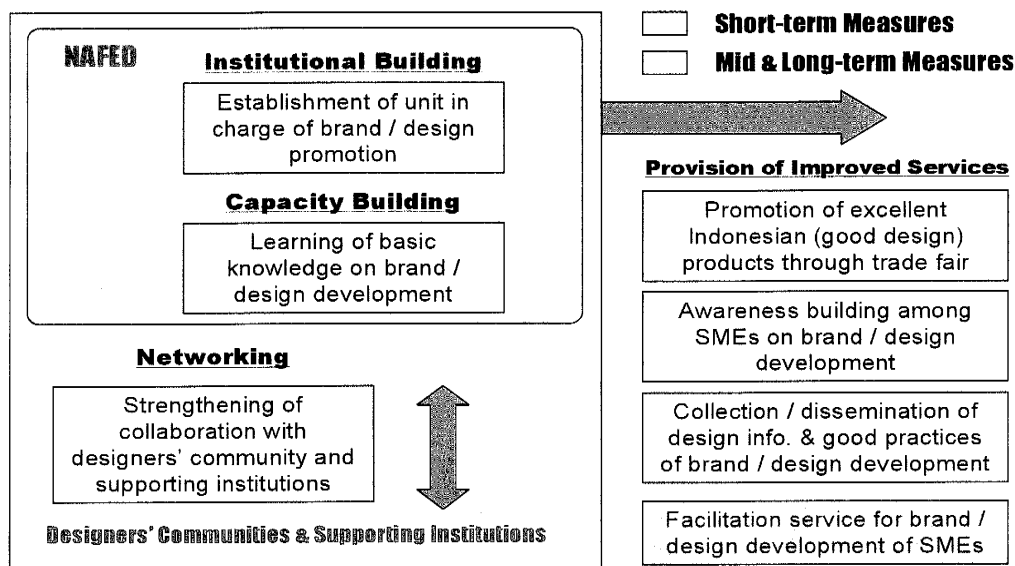 NAFED
Institutional Building
Establishment of unit in
charge of brand / design
promotion
Capacity Building
Learning of basic
knowledge on brand /
design development
Networking
Strengthening of
collaboration with
designers' community and
supporting institutions
Designers' Communities & Supporting Institutions
Short-term Measures
Mid & Long-term Measures
Provision of Improved Services
Promotion of excellent
Indonesian (good design)
products through trade fair
Awareness building among
SMEs on brand / design
development
Collection / dissemination of
design info. & good practices
of brand / design development
Facilitation service for brand /
design development of SMEs